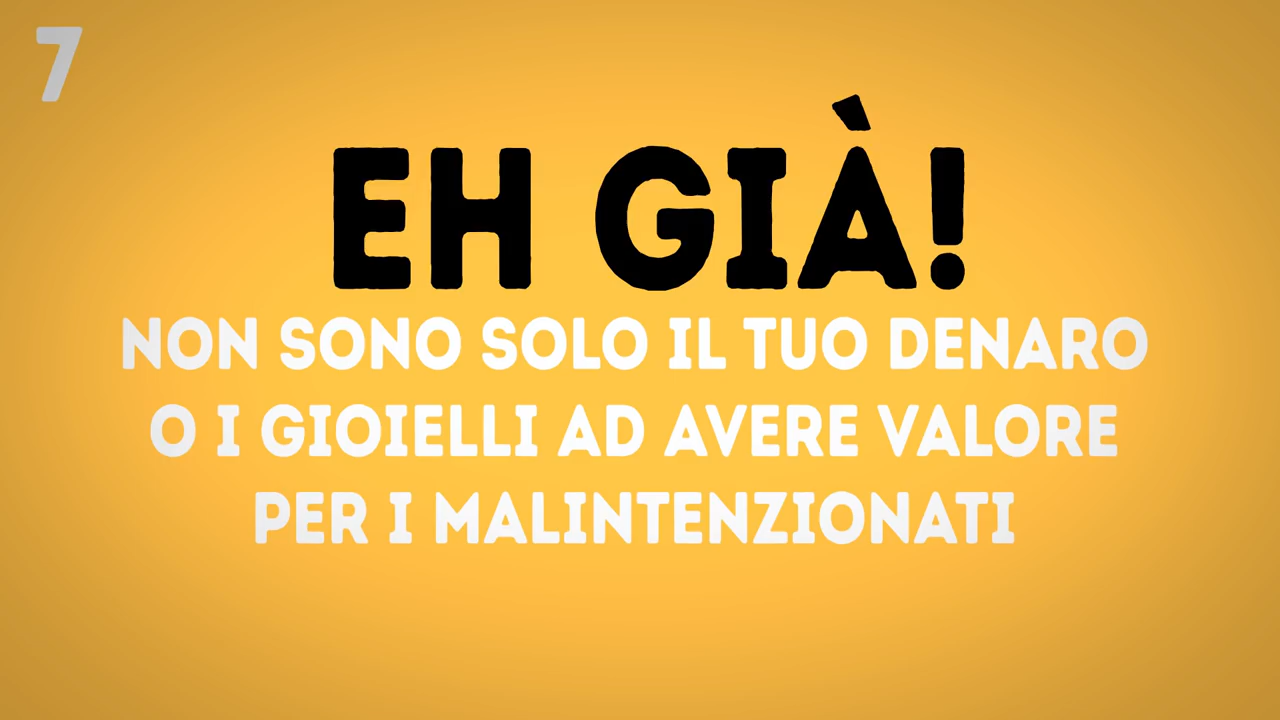 7
EH GIÀ!
NON SONO SOLO IL TUO DENARO
O I GIOIELLI AD AVERE VALORE
PER I MALINTENZIONATI